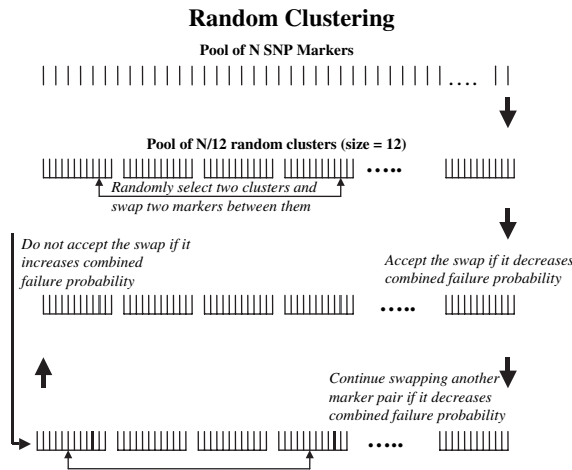 Random Clustering
Pool of N SNP Markers
....
Pool of N/12 random clusters (size = 12)
.....
Randomly select two clusters and
swap two markers between them
Do not accept the swap if it
increases combined
failure probability
Accept the swap if it decreases
combined failure probability
.....
Continue swapping another
marker pair if it decreases
combined failure probability
.....